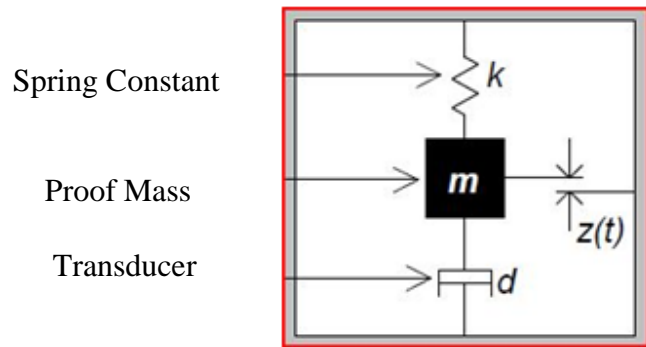 Spring Constant
k
Proof Mass
m
z(t)
Transducer
d